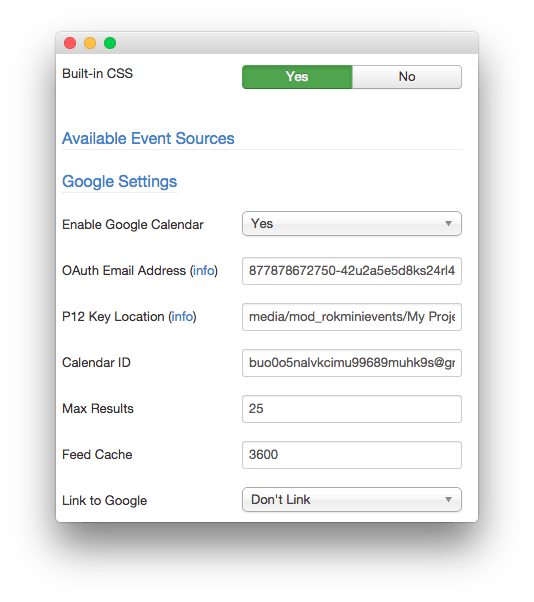 Built-in CSS Yes No
Available Event Sources
Google Settings
Enable Google Calendar Yes
OAuth Email Address (info) 877878672750-42u2a5e5d8ks24rl4
P12 Key Location (info) media/mod_rokminievents/My Proje
Calendar ID buo0o5nalvkcimu99689muhk9s@gr
Max Results 25
Feed Cache 3600
Link to Google Don't Link